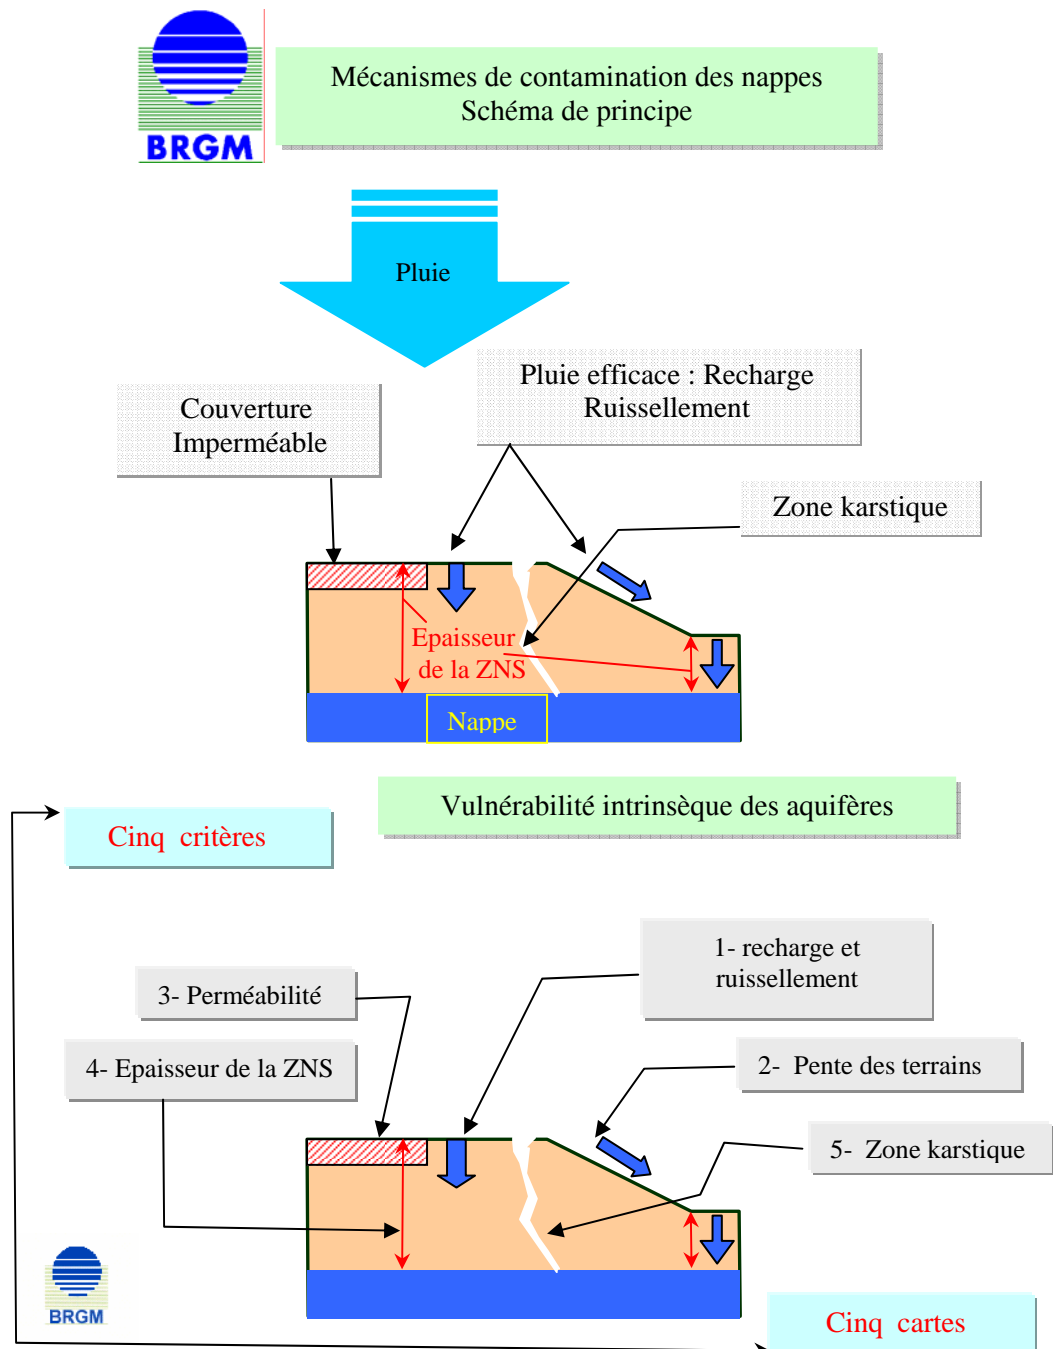 BRGM
Mécanismes de contamination des nappes
Schéma de principe
Pluie
Pluie efficace : Recharge
Ruissellement
Couverture
Imperméable
Zone karstique
Epaisseur
de la ZNS
Nappe
Vulnérabilité intrinsèque des aquifères
Cinq critères
1- recharge et
ruissellement
3- Perméabilité
4- Epaisseur de la ZNS
2- Pente des terrains
5- Zone karstique
BRGM
Cinq cartes